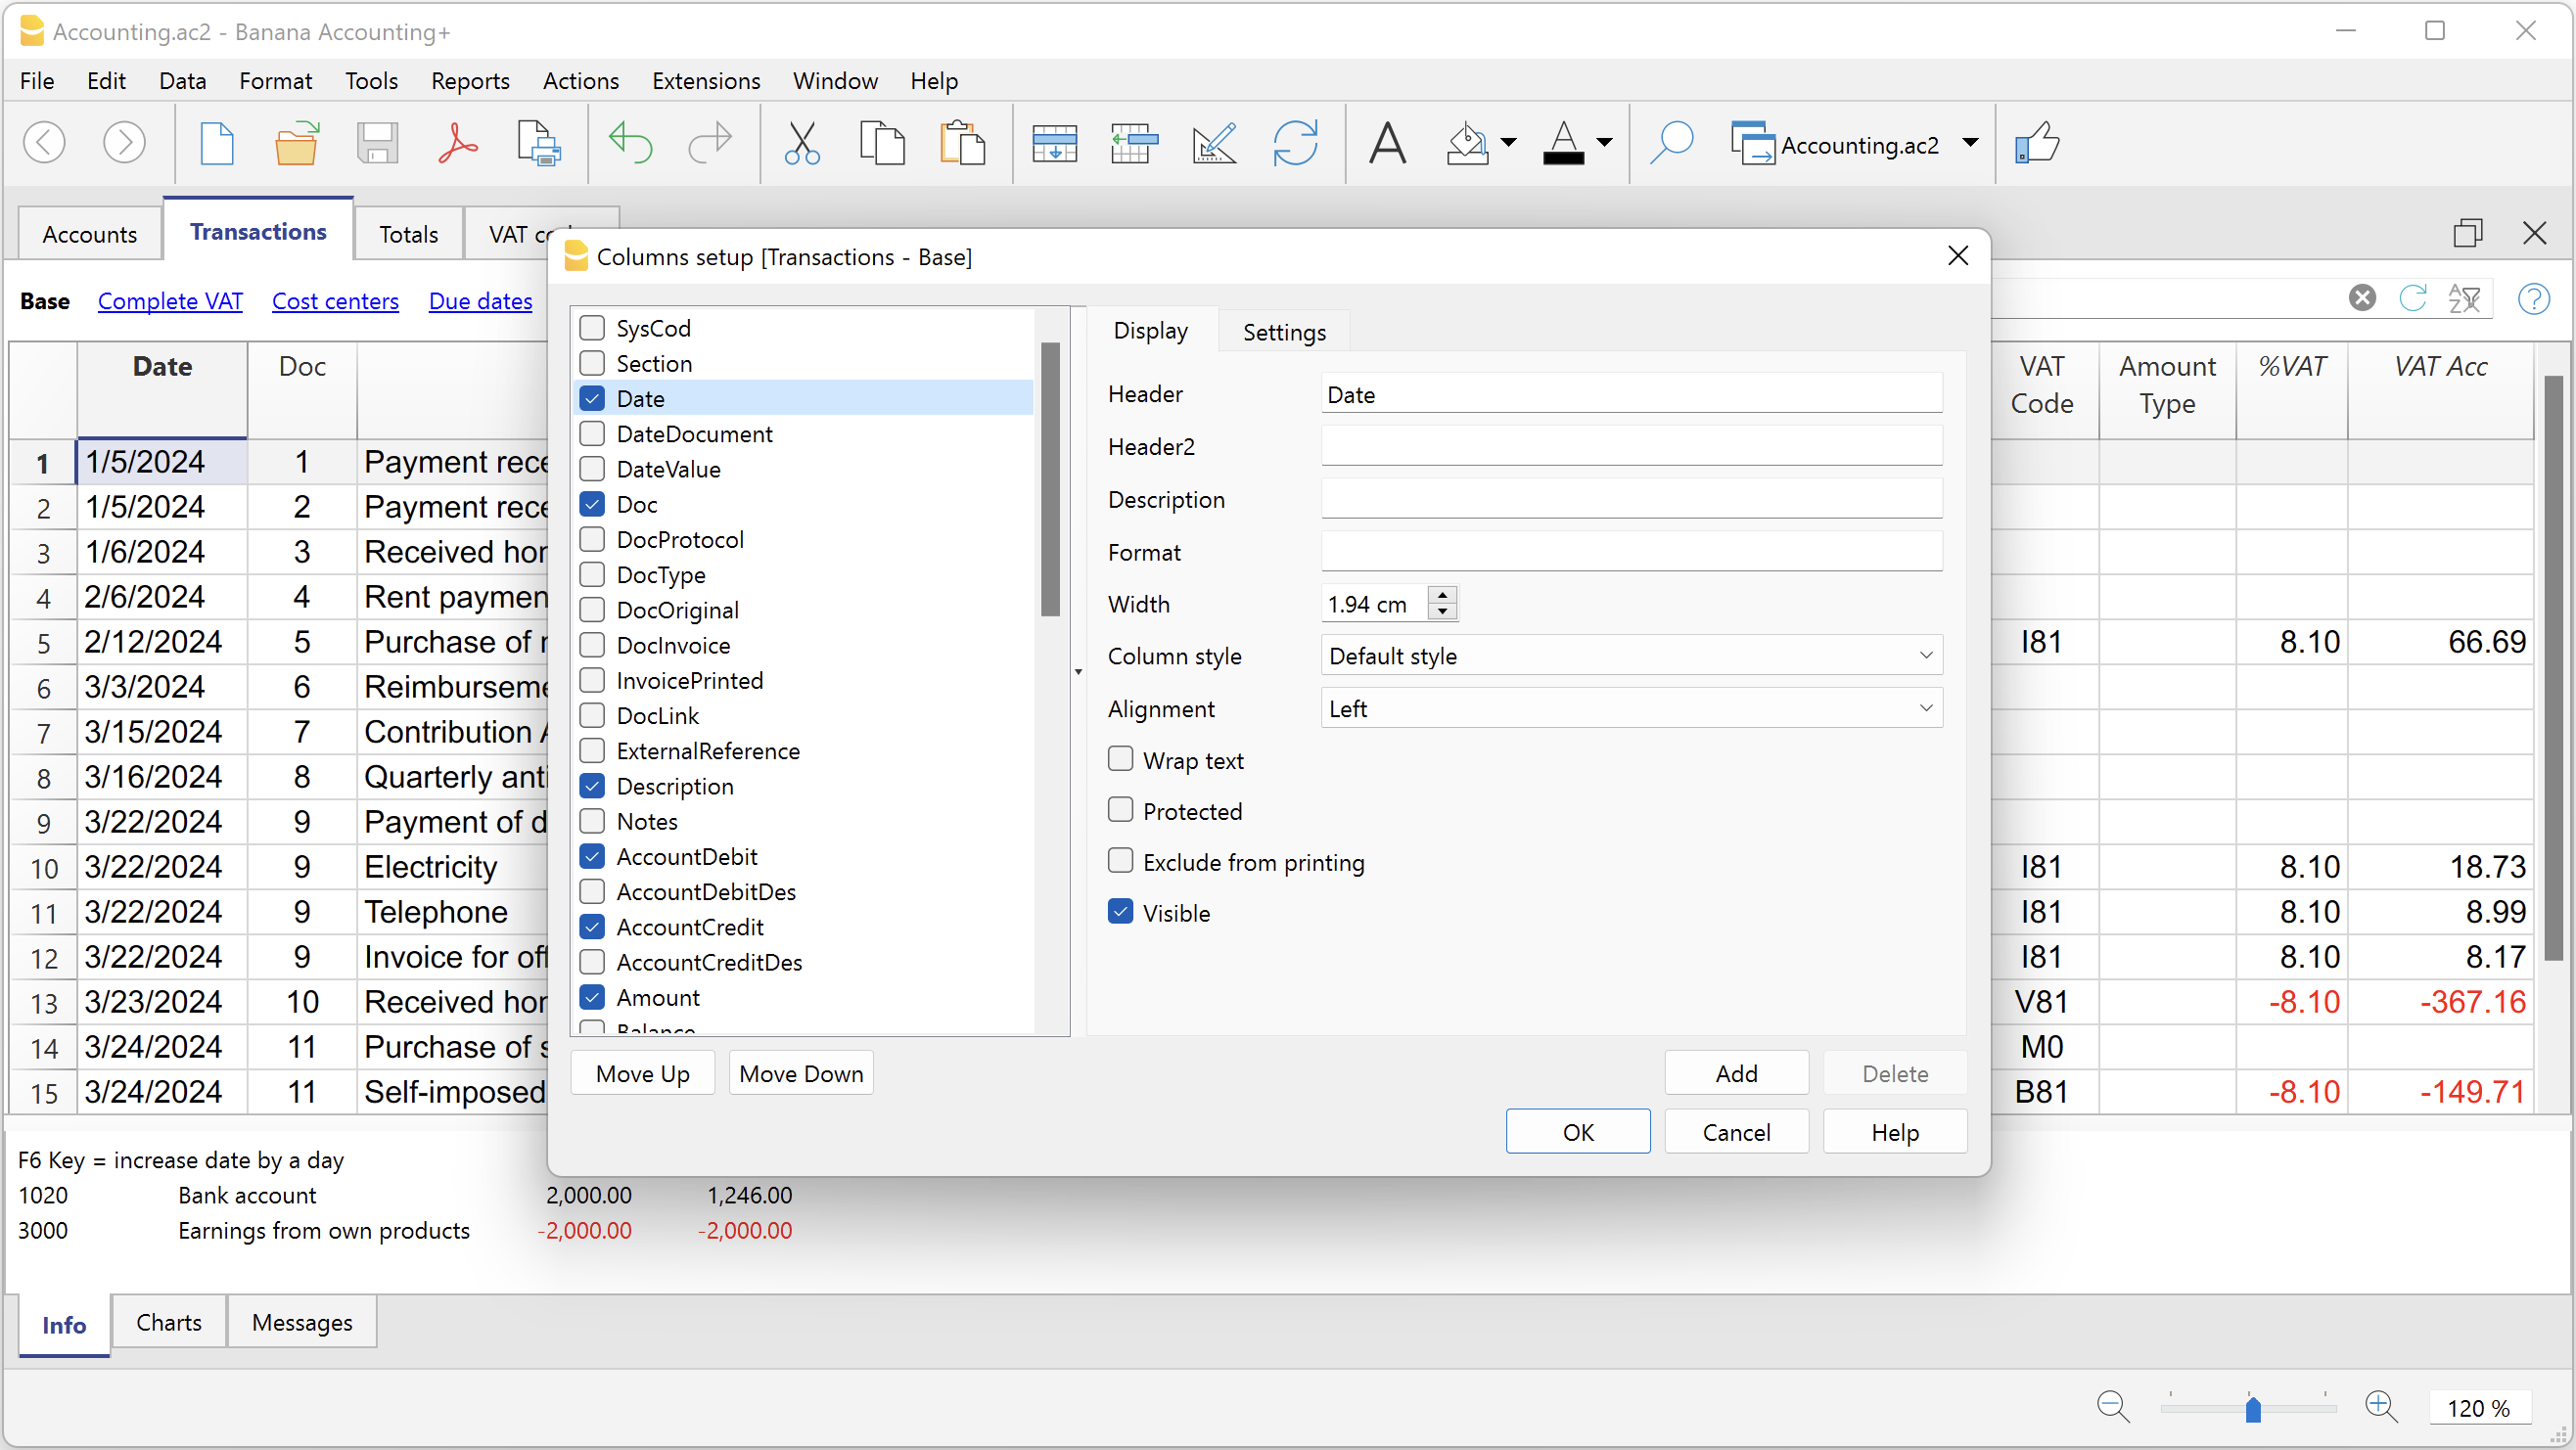 Accounting.ac2 - Banana Accounting+
File Edit Data Format Tools Reports Actions Extensions Window Help
Accounting.ac2
Accounts Transactions Totals
VAT
Base Complete VAT Cost centers Due dates
Date Doc VAT Code Amount Type %VAT VAT Acc
1 1/5/2024 1 Payment
2 1/5/2024 2 Payment
3 1/6/2024 3 Received
4 2/6/2024 4 Rent
5 2/12/2024 5 Purchase of I81 8.10 66.69
6 3/3/2024 6
7 3/15/2024 7 Contribution
8 3/16/2024 8 Quarterly
9 3/22/2024 9 Payment of
10 3/22/2024 9 Electricity I81 8.10 18.73
11 3/22/2024 9 Telephone I81 8.10 8.99
12 3/22/2024 9 Invoice for I81 8.10 8.17
13 3/23/2024 10 Received V81 -8.10 -367.16
14 3/24/2024 11 Purchase of M0
15 3/24/2024 11 Self-imposed B81 -8.10 -149.71
Columns setup [Transactions - Base]
SysCod
Section
Date
DateDocument
DateValue
Doc
DocProtocol
DocType
DocOriginal
DocInvoice
InvoicePrinted
DocLink
ExternalReference
Description
Notes
AccountDebit
AccountDebitDes
AccountCredit
AccountCreditDes
Amount
Balance
Display Settings
Header Date
Header2
Description
Format
Width 1.94 cm
Column style Default style
Alignment Left
Wrap text
Protected
Exclude from printing
Visible
Move Up Move Down Add Delete
OK Cancel Help
F6 Key = increase date by a day
1020 Bank account 2,000.00 1,246.00
3000 Earnings from own products -2,000.00 -2,000.00
Info Charts Messages
120 %